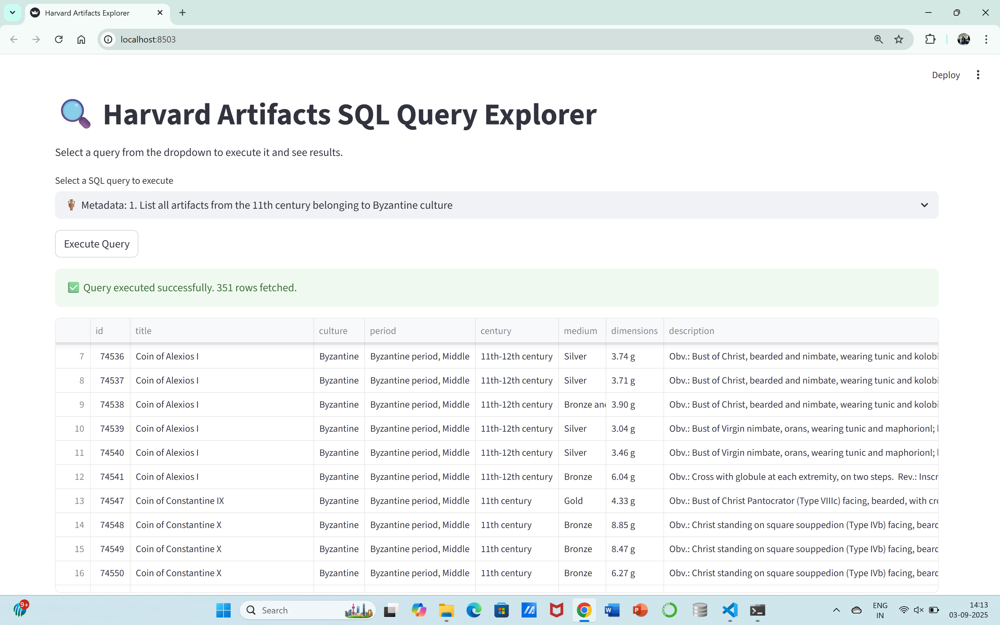 Harvard Artifacts Explorer
localhost:8503
Deploy
Harvard Artifacts SQL Query Explorer
Select a query from the dropdown to execute it and see results.
Select a SQL query to execute
Metadata: 1. List all artifacts from the 11th century belonging to Byzantine culture
Execute Query
Query executed successfully. 351 rows fetched.
id title culture period century medium dimensions description
7 74536 Coin of Alexios I Byzantine Byzantine period, Middle 11th-12th century Silver 3.74 g Obv.: Bust of Christ, bearded and nimbate, wearing tunic and kolobi
8 74537 Coin of Alexios I Byzantine Byzantine period, Middle 11th-12th century Silver 3.71 g Obv.: Bust of Christ, bearded and nimbate, wearing tunic and kolobi
9 74538 Coin of Alexios I Byzantine Byzantine period, Middle 11th-12th century Bronze and 3.90 g Obv.: Bust of Christ, bearded and nimbate, wearing tunic and kolobi
10 74539 Coin of Alexios I Byzantine Byzantine period, Middle 11th-12th century Silver 3.04 g Obv.: Bust of Virgin nimbate, orans, wearing tunic and maphorionl;
11 74540 Coin of Alexios I Byzantine Byzantine period, Middle 11th-12th century Silver 3.46 g Obv.: Bust of Virgin nimbate, orans, wearing tunic and maphorionl;
12 74541 Coin of Alexios I Byzantine Byzantine period, Middle 11th-12th century Bronze 6.04 g Obv.: Cross with globule at each extremity, on two steps. Rev.: Inscr
13 74547 Coin of Constantine IX Byzantine Byzantine period, Middle 11th century Gold 4.33 g Obv.: Bust of Christ Pantocrator (Type VIIIc) facing, bearded, with cro
14 74548 Coin of Constantine X Byzantine Byzantine period, Middle 11th century Bronze 8.85 g Obv.: Christ standing on square souppedion (Type IVb) facing, beard
15 74549 Coin of Constantine X Byzantine Byzantine period, Middle 11th century Bronze 8.47 g Obv.: Christ standing on square souppedion (Type IVb) facing, beard
16 74550 Coin of Constantine X Byzantine Byzantine period, Middle 11th century Bronze 6.27 g Obv.: Christ standing on square souppedion (Type IVb) facing, beard
9+
Search
ENG
IN
14:13
03-09-2025